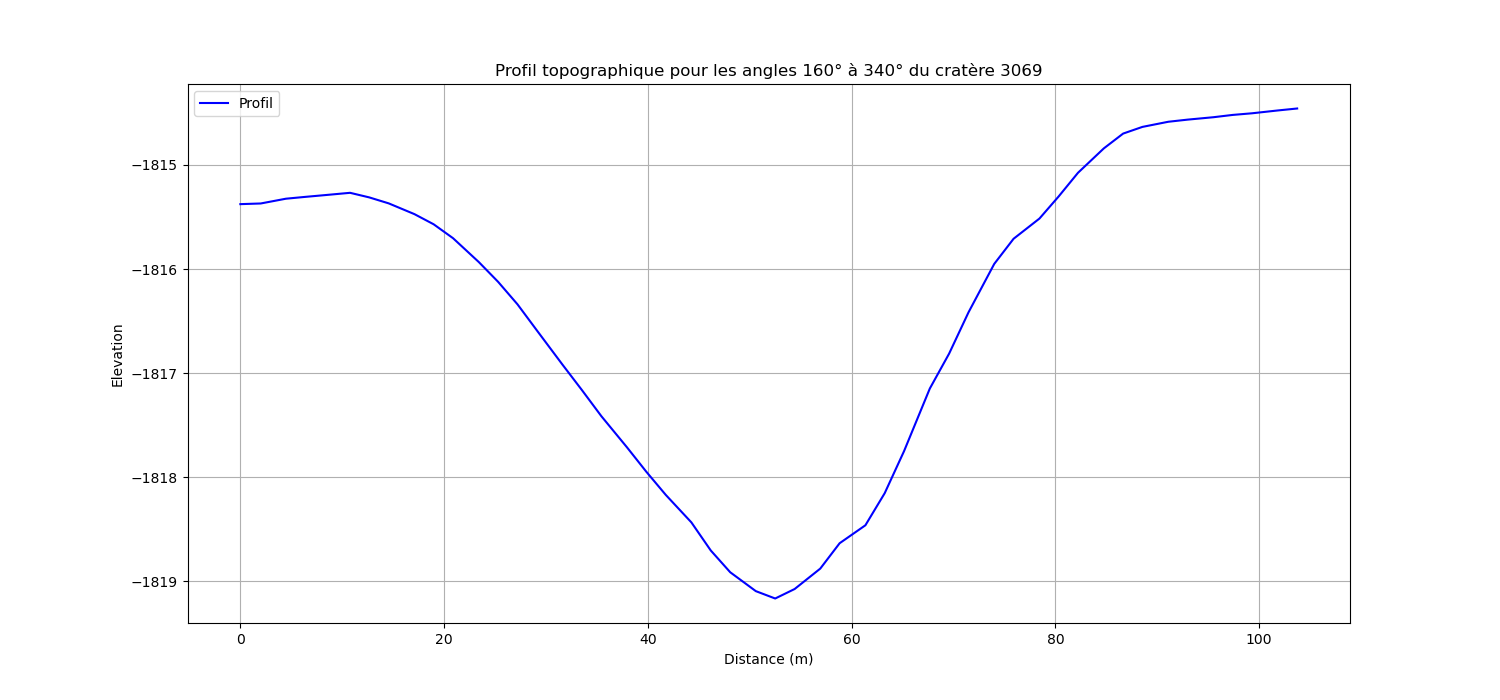 Profil topographique pour les angles 160° à 340° du cratère 3069
Profil
−1815
−1816
−1817
−1818
−1819
Elevation
0 20 40 60 80 100
Distance (m)